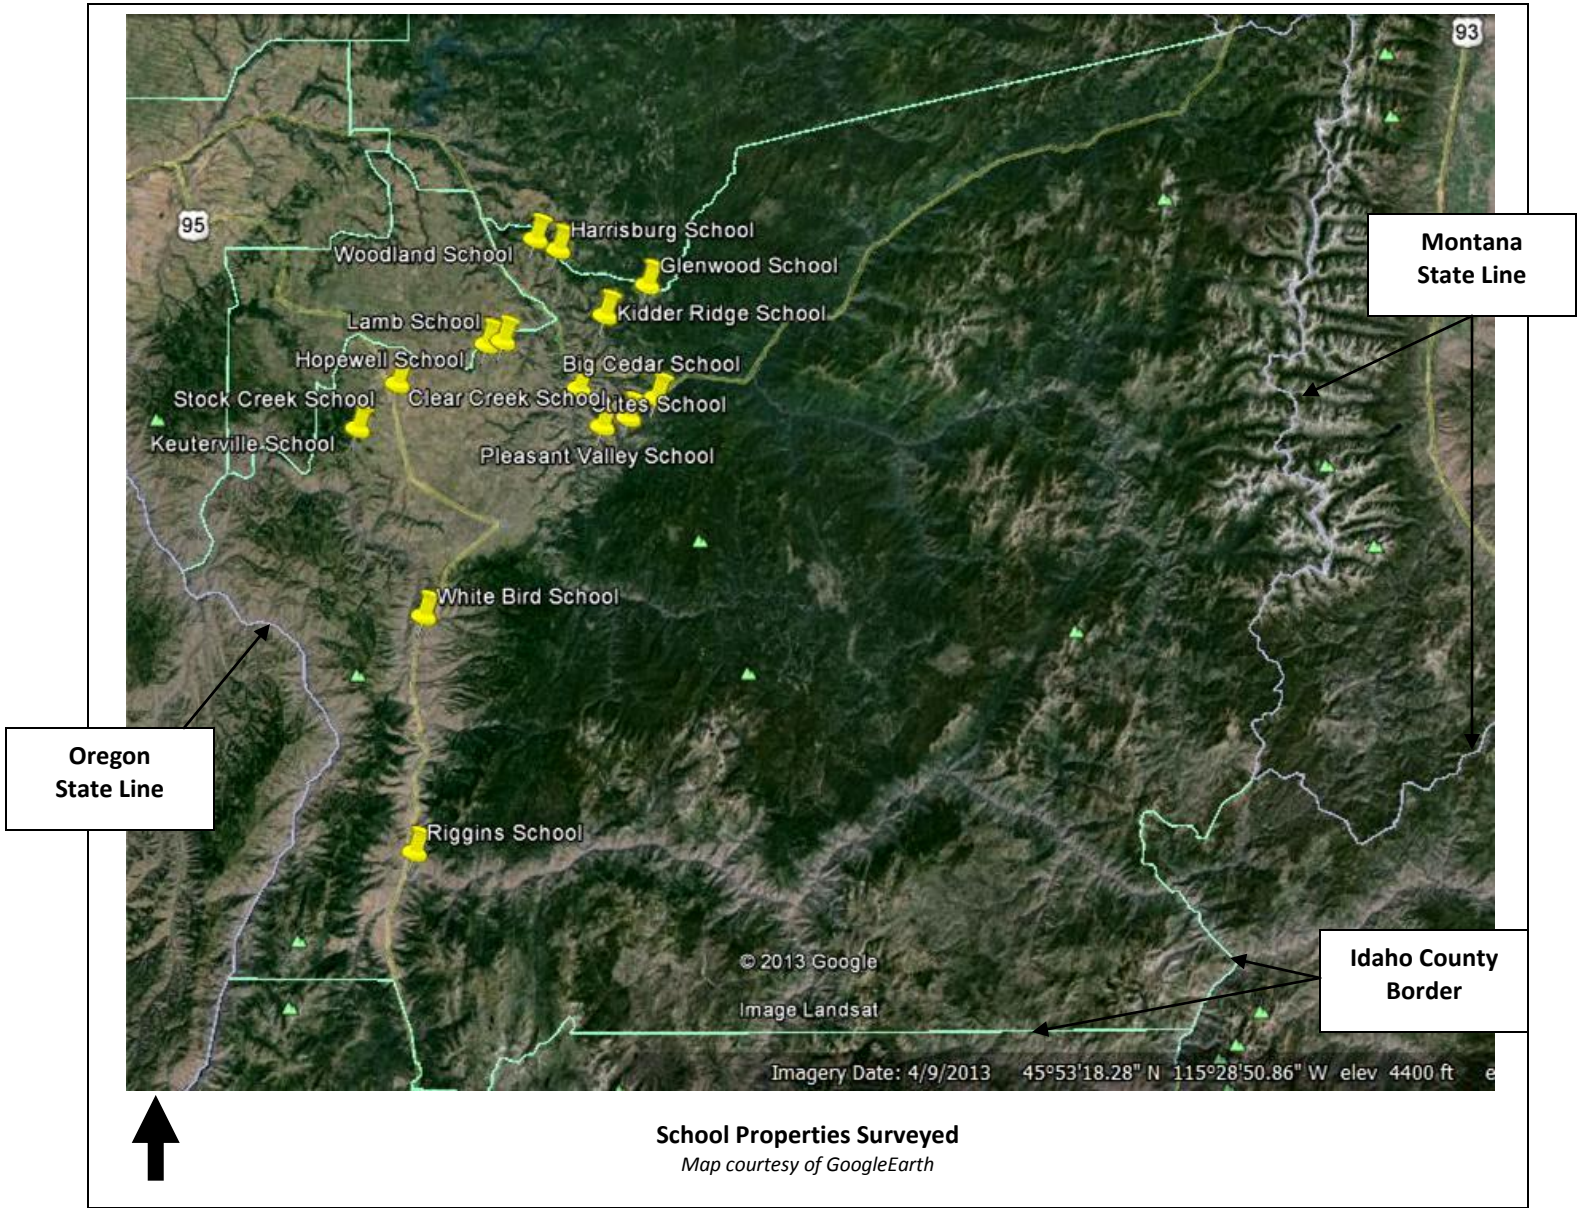 93
95
Harrisburg School
Woodland School
Glenwood School
Kidder Ridge School
Lamb School
Hopewell School
Big Cedar School
Stock Creek School
Clear Creek School
Stites School
Keuterville School
Pleasant Valley School
White Bird School
Riggins School
Montana
State Line
Oregon
State Line
Idaho County
Border
© 2013 Google
Image Landsat
Imagery Date: 4/9/2013 45°53'18.28" N 115°28'50.86" W elev 4400 ft e
School Properties Surveyed
Map courtesy of GoogleEarth